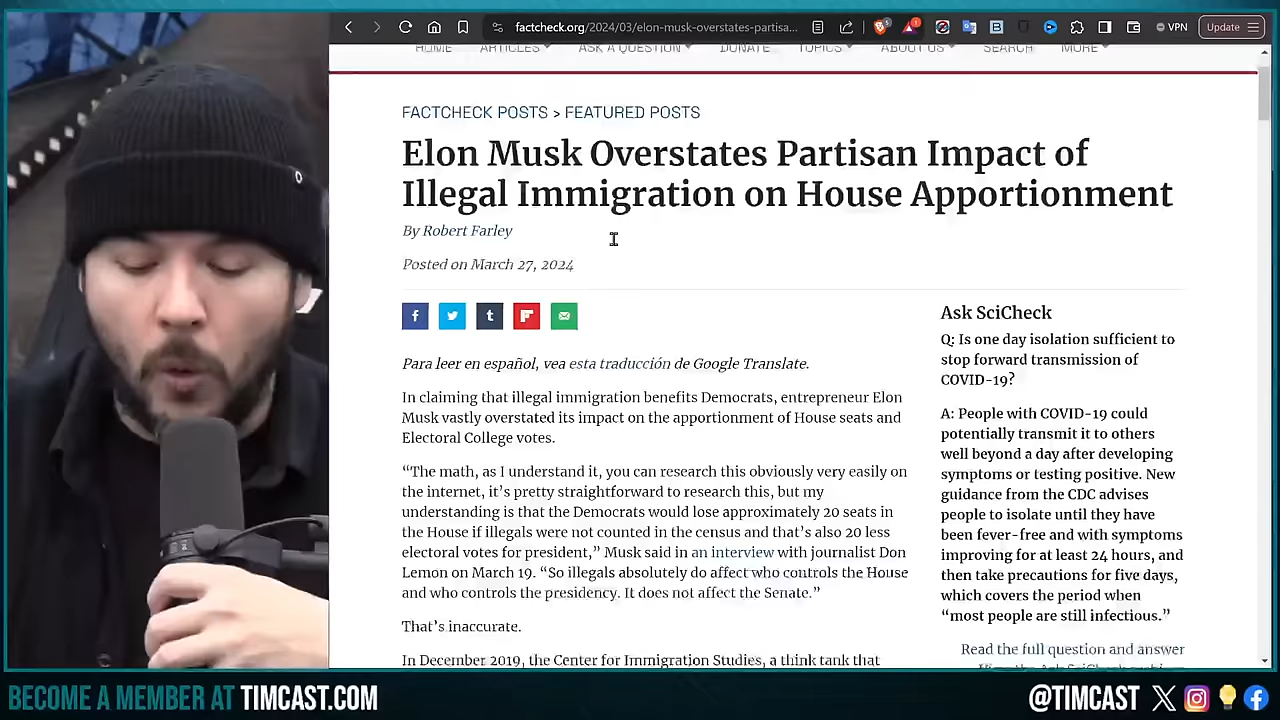 factcheck.org/2024/03/elon-musk-overstates-partisa...
VPN
Update
HOME ARTICLES ASK A QUESTION DONATE TOPICS ABOUT US SEARCH MORE
FACTCHECK POSTS > FEATURED POSTS
Elon Musk Overstates Partisan Impact of
Illegal Immigration on House Apportionment
By Robert Farley
Posted on March 27, 2024
Para leer en español, vea esta traducción de Google Translate.
In claiming that illegal immigration benefits Democrats, entrepreneur Elon
Musk vastly overstated its impact on the apportionment of House seats and
Electoral College votes.
“The math, as I understand it, you can research this obviously very easily on
the internet, it’s pretty straightforward to research this, but my
understanding is that the Democrats would lose approximately 20 seats in
the House if illegals were not counted in the census and that’s also 20 less
electoral votes for president,” Musk said in an interview with journalist Don
Lemon on March 19. “So illegals absolutely do affect who controls the House
and who controls the presidency. It does not affect the Senate.”
That’s inaccurate.
In December 2019, the Center for Immigration Studies, a think tank that
Ask SciCheck
Q: Is one day isolation sufficient to
stop forward transmission of
COVID-19?
A: People with COVID-19 could
potentially transmit it to others
well beyond a day after developing
symptoms or testing positive. New
guidance from the CDC advises
people to isolate until they have
been fever-free and with symptoms
improving for at least 24 hours, and
then take precautions for five days,
which covers the period when
“most people are still infectious.”
Read the full question and answer
BECOME A MEMBER AT TIMCAST.COM
@TIMCAST